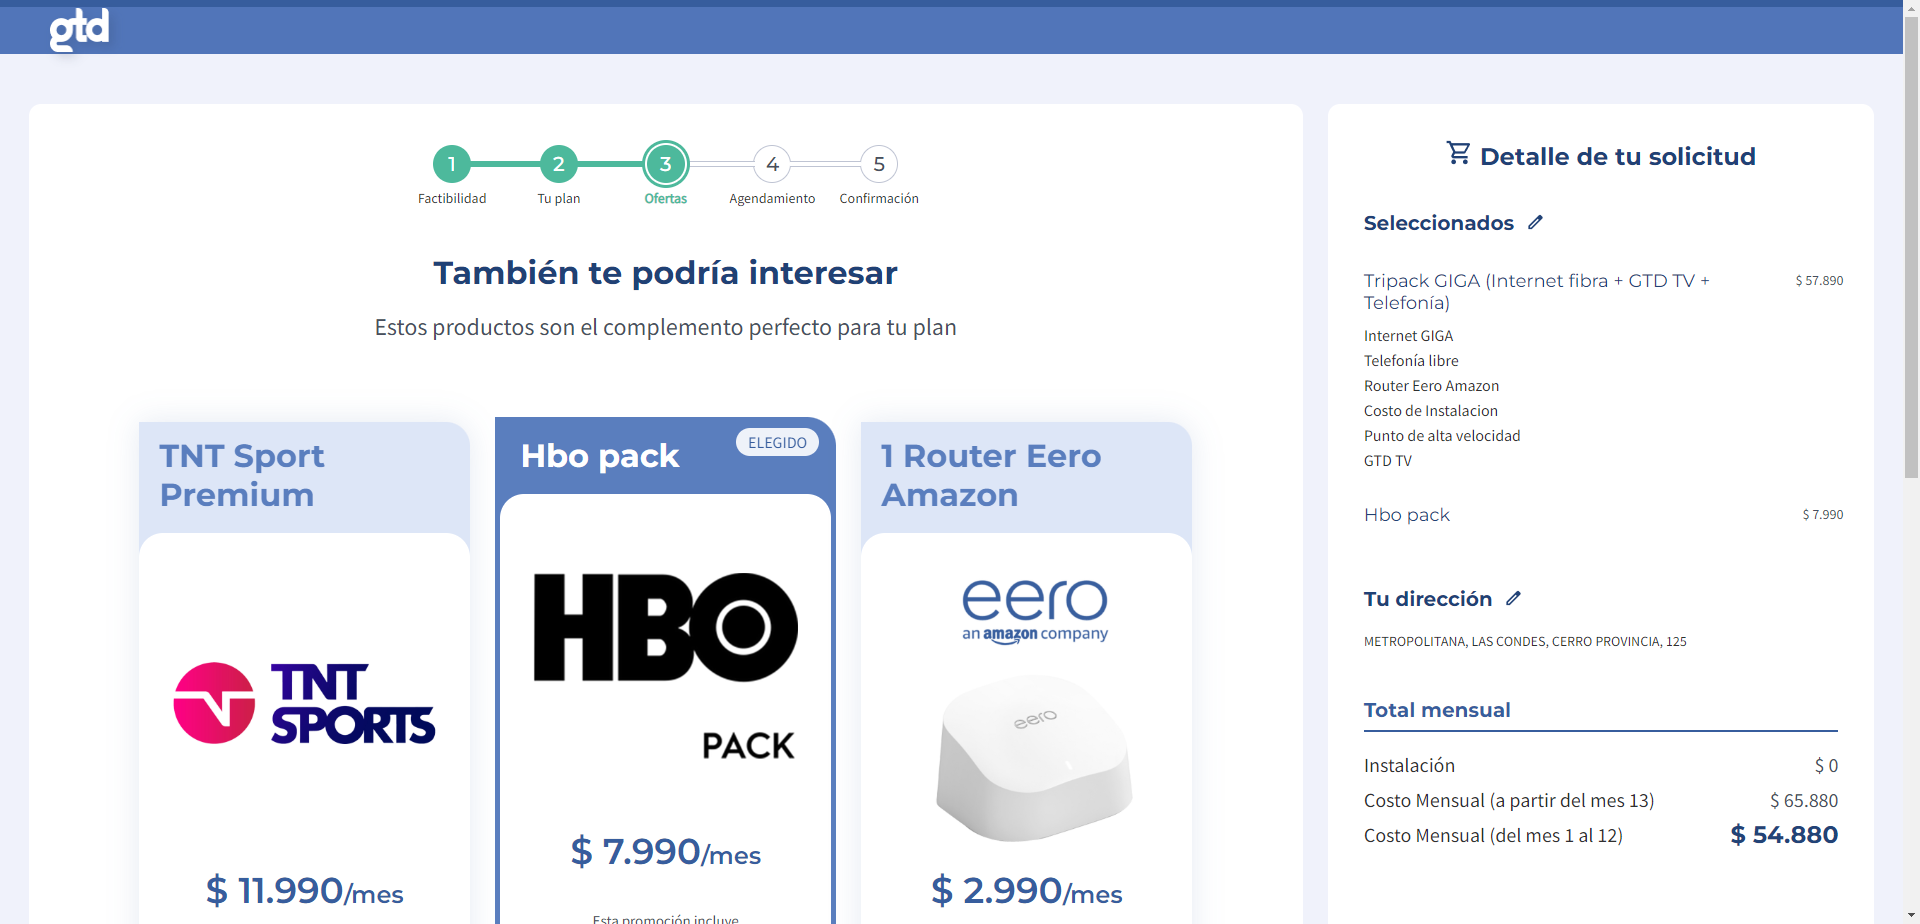 gtd
1
2
3
4
5
Factibilidad
Tu plan
Ofertas
Agendamiento
Confirmación
También te podría interesar
Estos productos son el complemento perfecto para tu plan
TNT Sport
Premium
TNT
SPORTS
$ 11.990/mes
Hbo pack
ELEGIDO
HBO
PACK
$ 7.990/mes
Esta promoción incluye
1 Router Eero
Amazon
eero
an amazon company
eero
$ 2.990/mes
Detalle de tu solicitud
Seleccionados
Tripack GIGA (Internet fibra + GTD TV +
Telefonía)
$ 57.890
Internet GIGA
Telefonía libre
Router Eero Amazon
Costo de Instalacion
Punto de alta velocidad
GTD TV
Hbo pack
$ 7.990
Tu dirección
METROPOLITANA, LAS CONDES, CERRO PROVINCIA, 125
Total mensual
Instalación
$ 0
Costo Mensual (a partir del mes 13)
$ 65.880
Costo Mensual (del mes 1 al 12)
$ 54.880